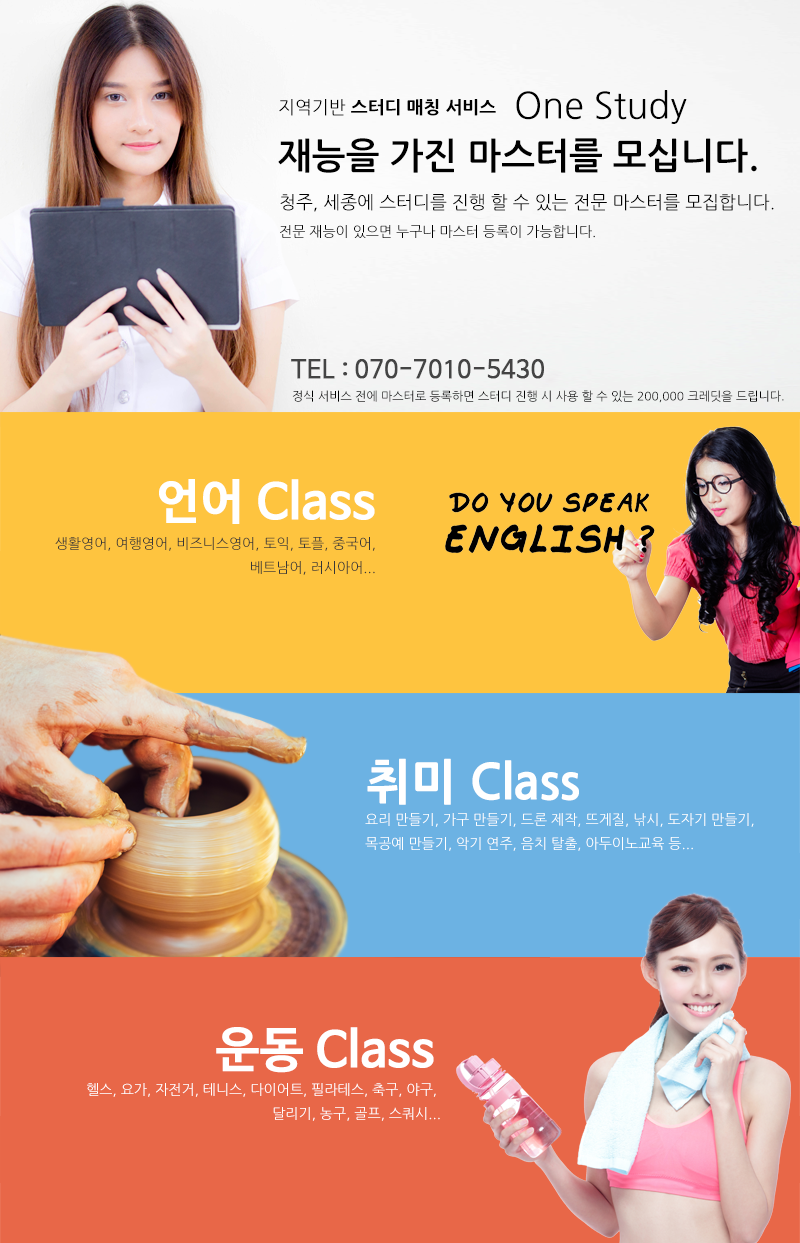 지역기반 스터디 매칭 서비스 One Study
재능을 가진 마스터를 모십니다.
청주, 세종에 스터디를 진행 할 수 있는 전문 마스터를 모집합니다.
전문 재능이 있으면 누구나 마스터 등록이 가능합니다.
TEL : 070-7010-5430
정식 서비스 전에 마스터로 등록하면 스터디 진행 시 사용 할 수 있는 200,000 크레딧을 드립니다.
언어 Class
생활영어, 여행영어, 비즈니스영어, 토익, 토플, 중국어,
베트남어, 러시아어...
DO YOU SPEAK
ENGLISH ?
취미 Class
요리 만들기, 가구 만들기, 드론 제작, 뜨게질, 낚시, 도자기 만들기,
목공예 만들기, 악기 연주, 음치 탈출, 아두이노교육 등...
운동 Class
헬스, 요가, 자전거, 테니스, 다이어트, 필라테스, 축구, 야구,
달리기, 농구, 골프, 스쿼시...